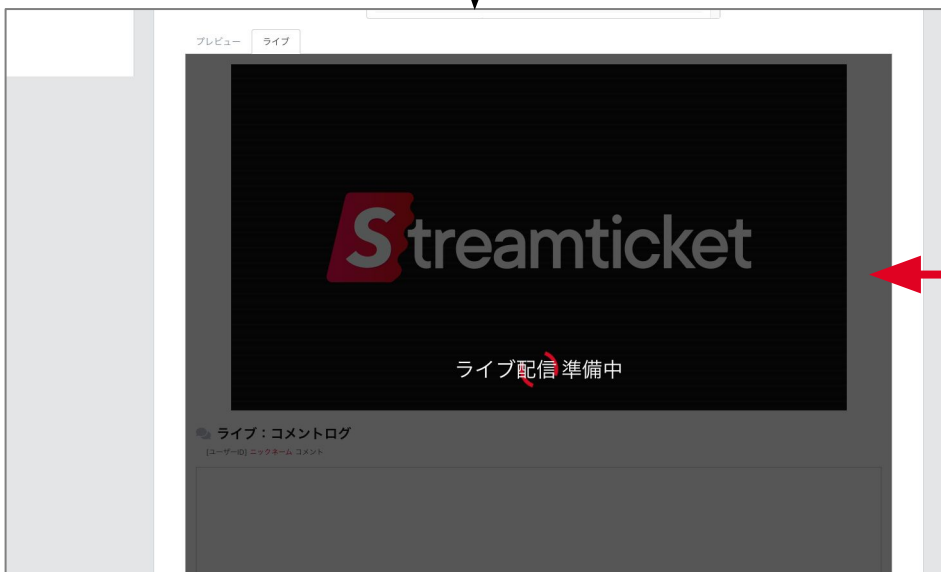 プレビュー ライブ
Streamticket
ライブ配信 準備中
ライブ：コメントログ
[ユーザーID] ニックネーム コメント